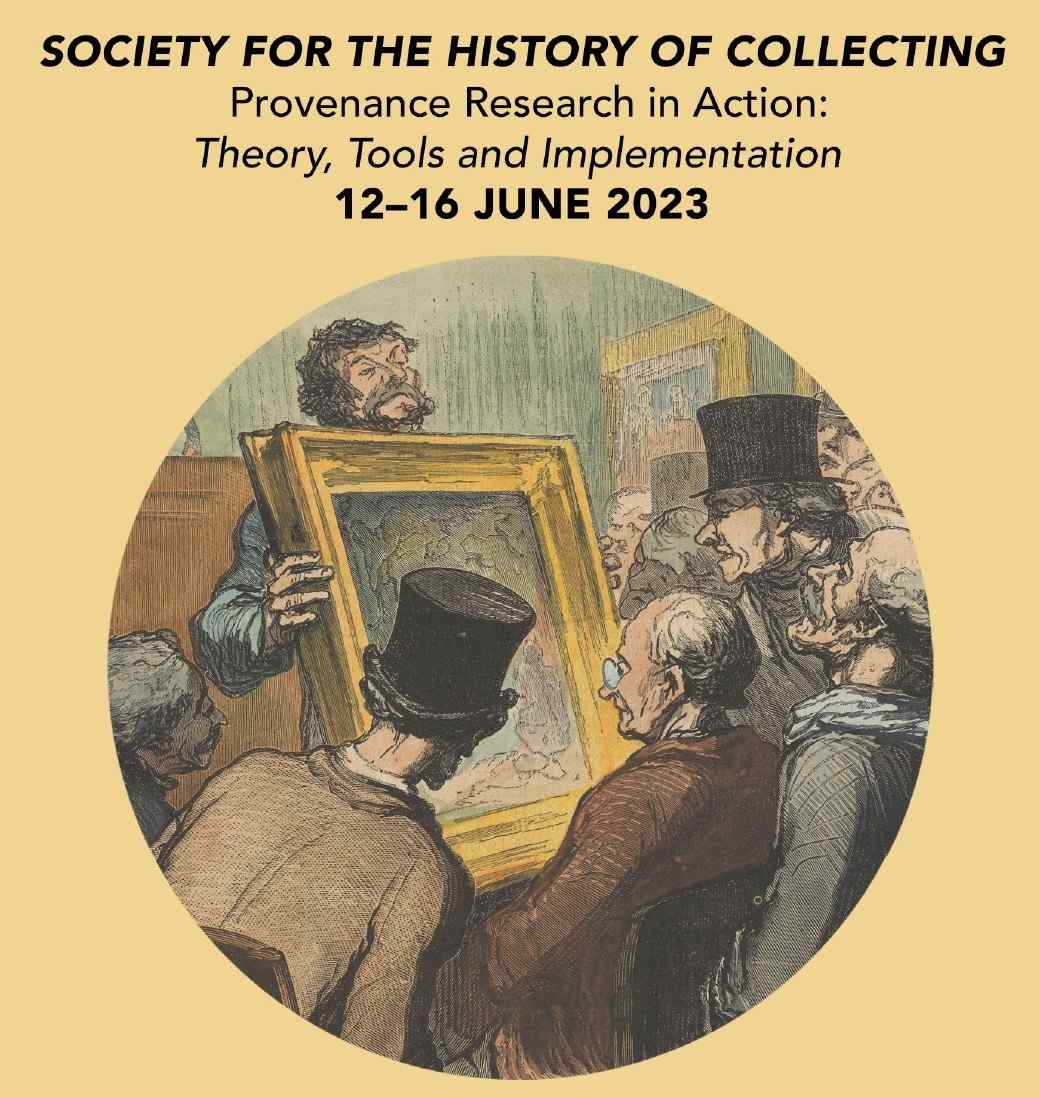 SOCIETY FOR THE HISTORY OF COLLECTING
Provenance Research in Action:
Theory, Tools and Implementation
12–16 JUNE 2023